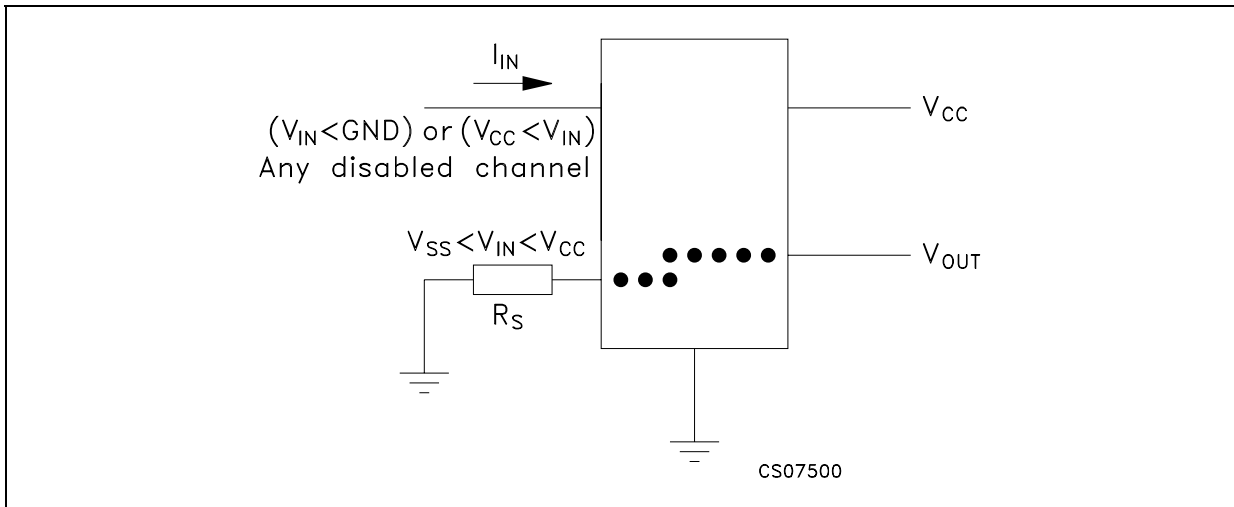 I_IN
(V_IN<GND) or (V_CC<V_IN)
V_CC
Any disabled channel
V_SS<V_IN<V_CC
V_OUT
R_S
CS07500